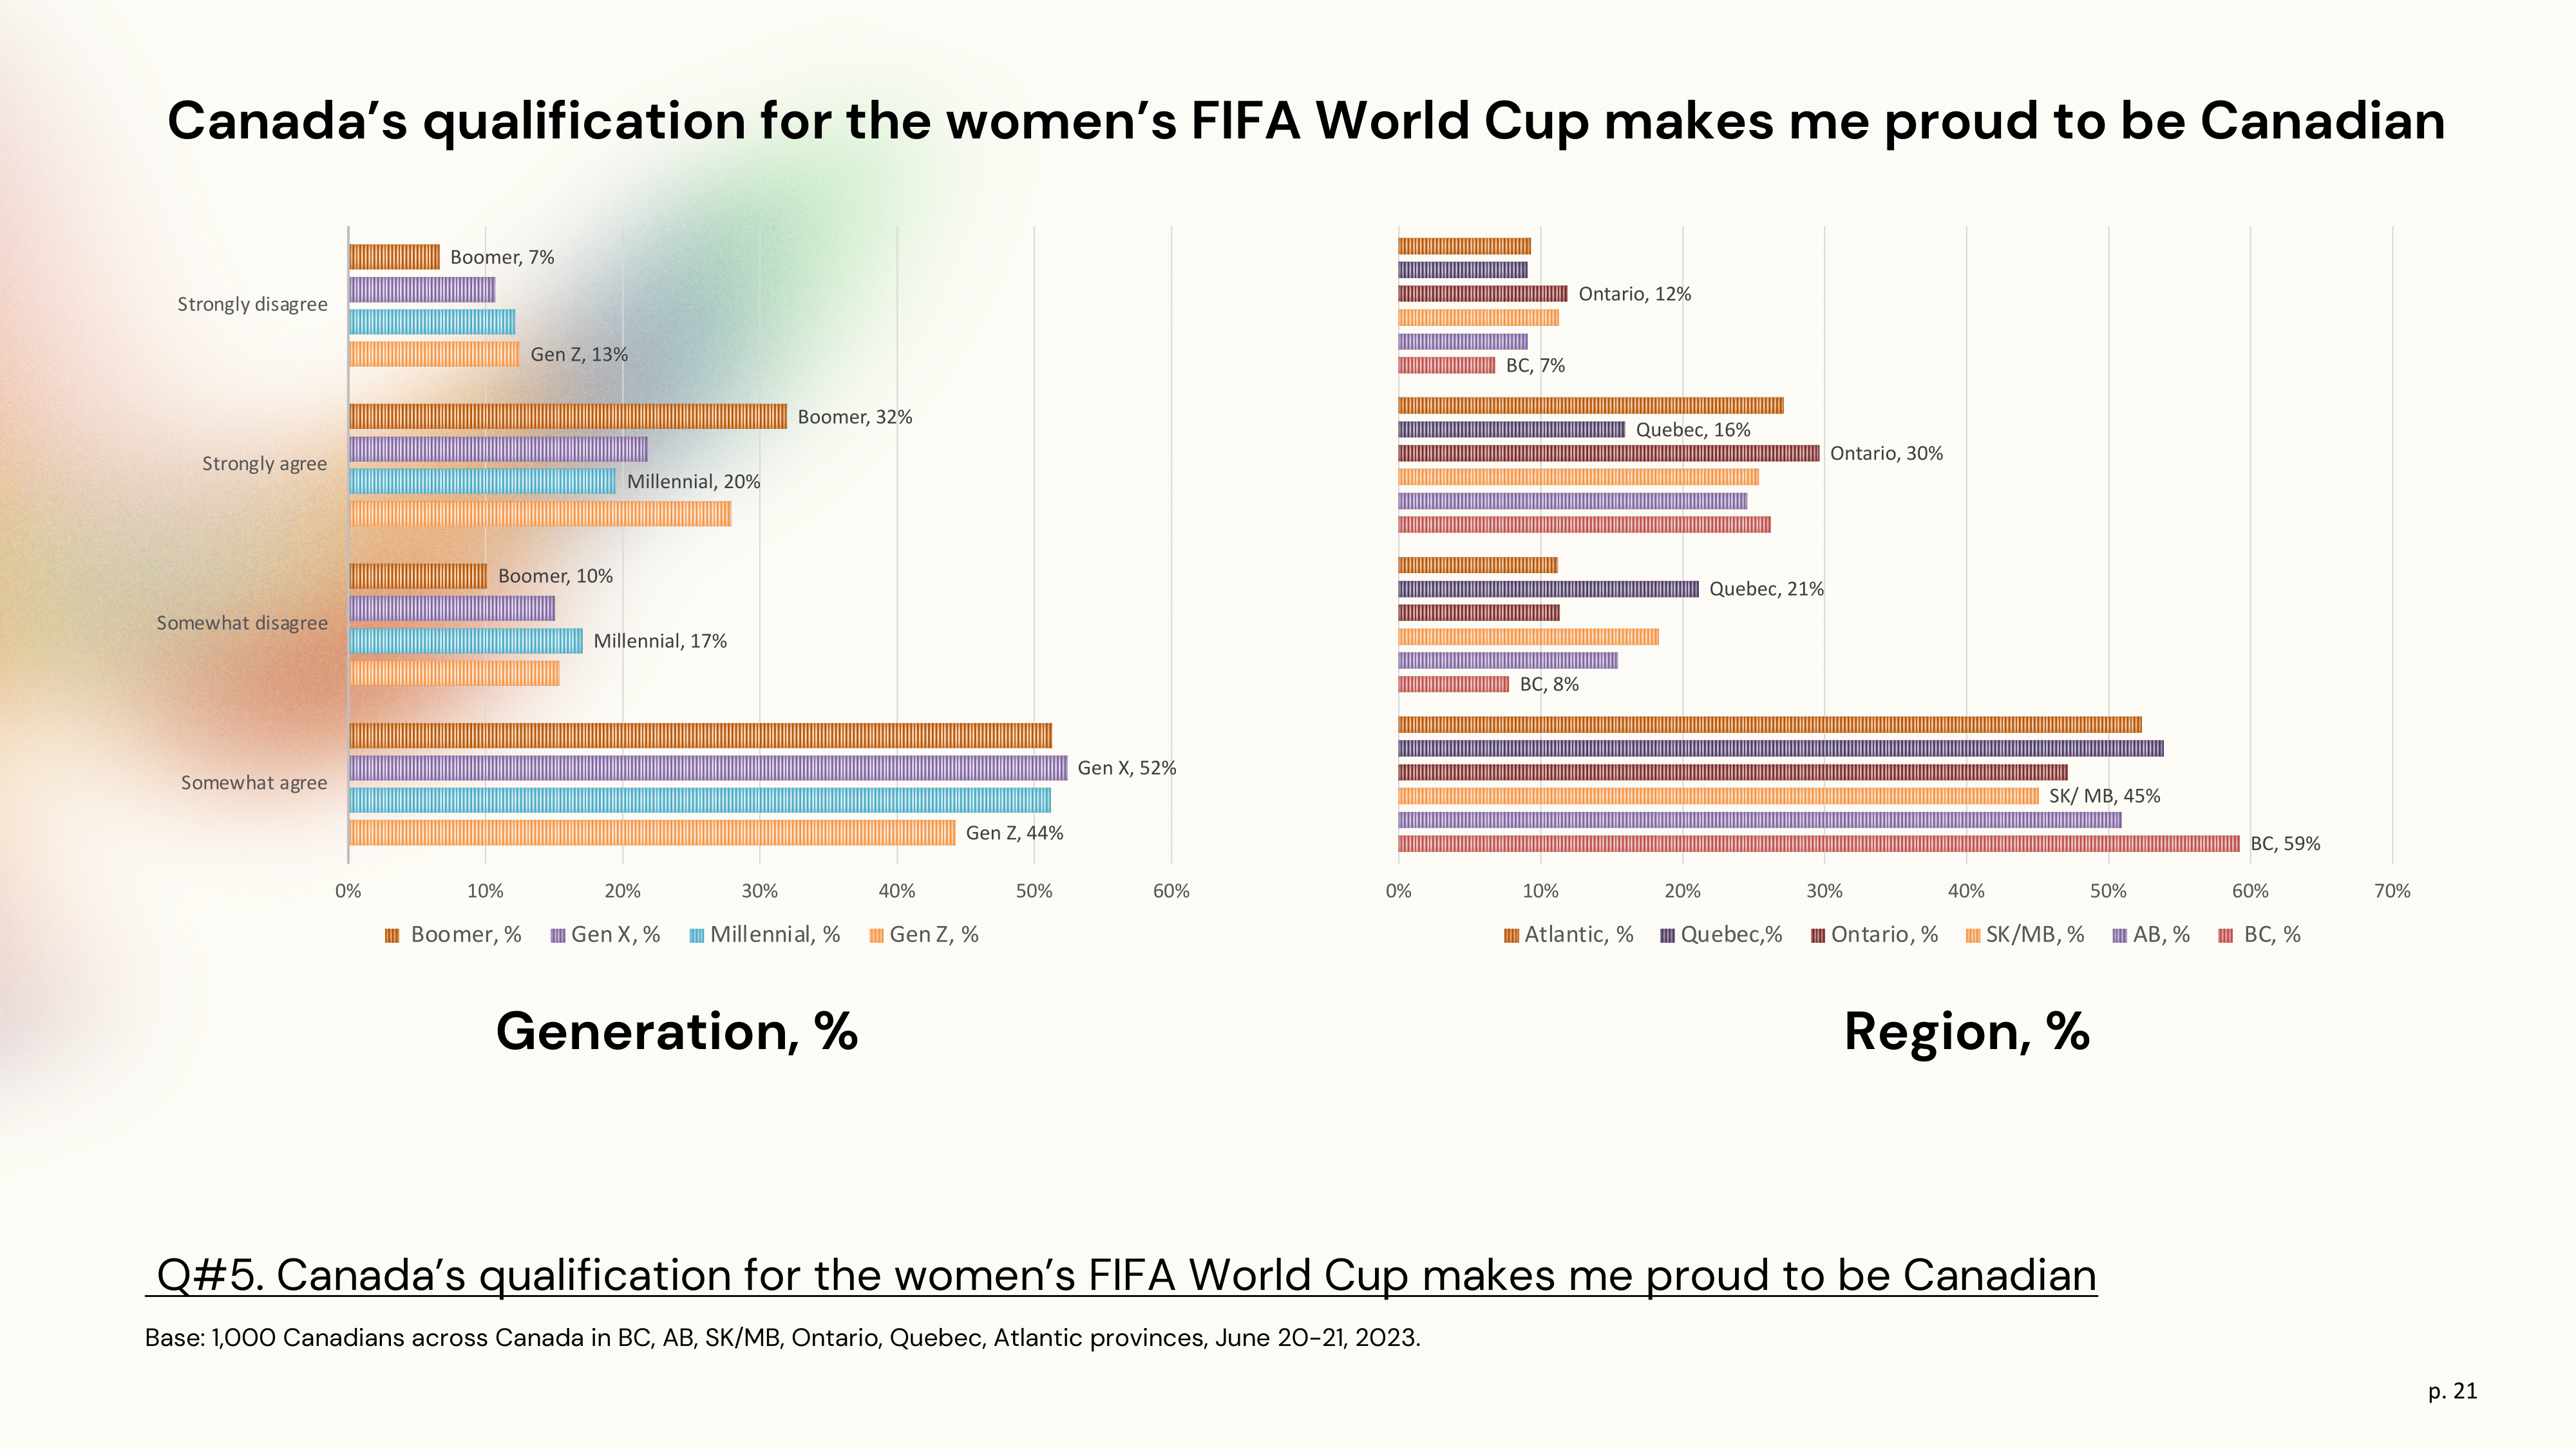 Canada’s qualification for the women’s FIFA World Cup makes me proud to be Canadian
Strongly disagree
Boomer, 7%
Gen Z, 13%
Strongly agree
Boomer, 32%
Millennial, 20%
Somewhat disagree
Boomer, 10%
Millennial, 17%
Somewhat agree
Gen X, 52%
Gen Z, 44%
0% 10% 20% 30% 40% 50% 60%
Boomer, % Gen X, % Millennial, % Gen Z, %
Generation, %
Ontario, 12%
BC, 7%
Quebec, 16%
Ontario, 30%
Quebec, 21%
BC, 8%
SK/ MB, 45%
BC, 59%
0% 10% 20% 30% 40% 50% 60% 70%
Atlantic, % Quebec,% Ontario, % SK/MB, % AB, % BC, %
Region, %
Q#5. Canada’s qualification for the women’s FIFA World Cup makes me proud to be Canadian
Base: 1,000 Canadians across Canada in BC, AB, SK/MB, Ontario, Quebec, Atlantic provinces, June 20-21, 2023.
p. 21